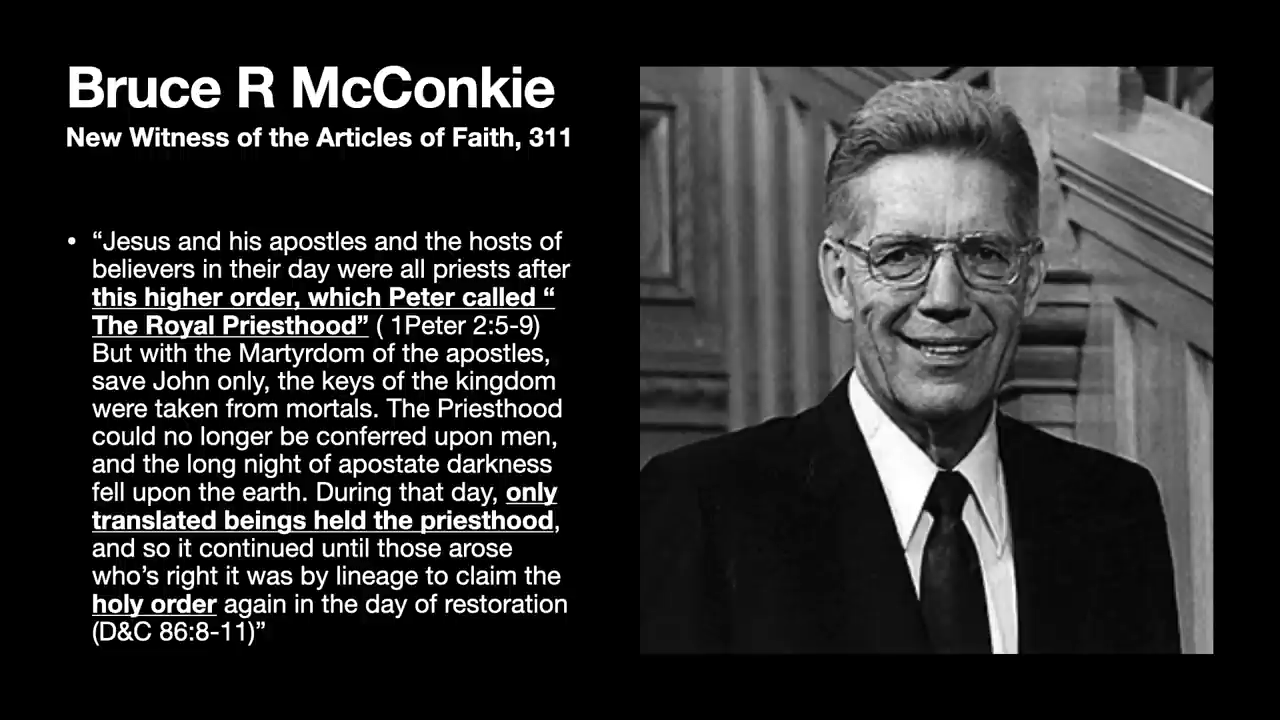 Bruce R McConkie
New Witness of the Articles of Faith, 311
• “Jesus and his apostles and the hosts of
believers in their day were all priests after
this higher order, which Peter called “
The Royal Priesthood” ( 1Peter 2:5-9)
But with the Martyrdom of the apostles,
save John only, the keys of the kingdom
were taken from mortals. The Priesthood
could no longer be conferred upon men,
and the long night of apostate darkness
fell upon the earth. During that day, only
translated beings held the priesthood,
and so it continued until those arose
who’s right it was by lineage to claim the
holy order again in the day of restoration
(D&C 86:8-11)”